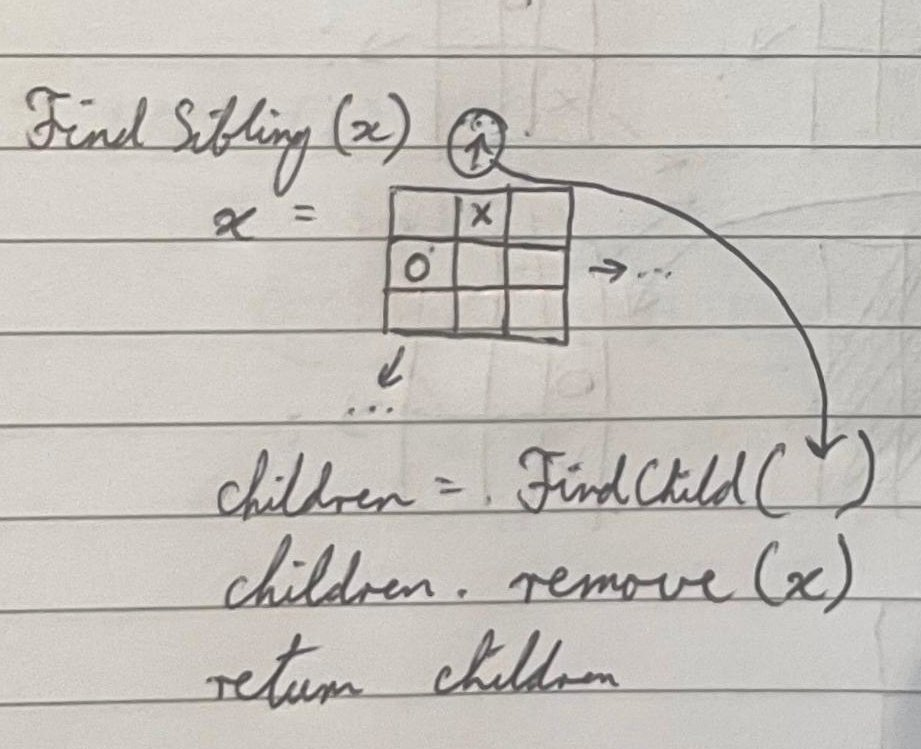 Find Sibling (x)
x =
X
O
→ ...
...
children = . FindChild ( )
children . remove (x)
return children